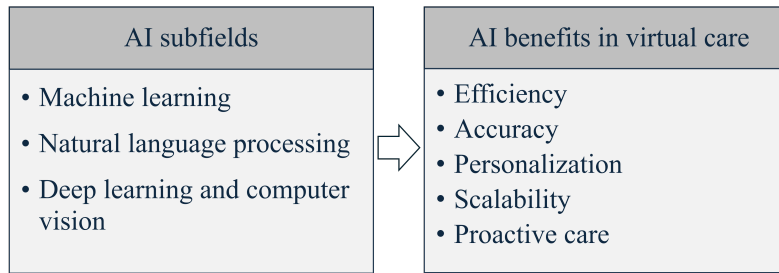 AI subfields
• Machine learning
• Natural language processing
• Deep learning and computer
vision
AI benefits in virtual care
• Efficiency
• Accuracy
• Personalization
• Scalability
• Proactive care